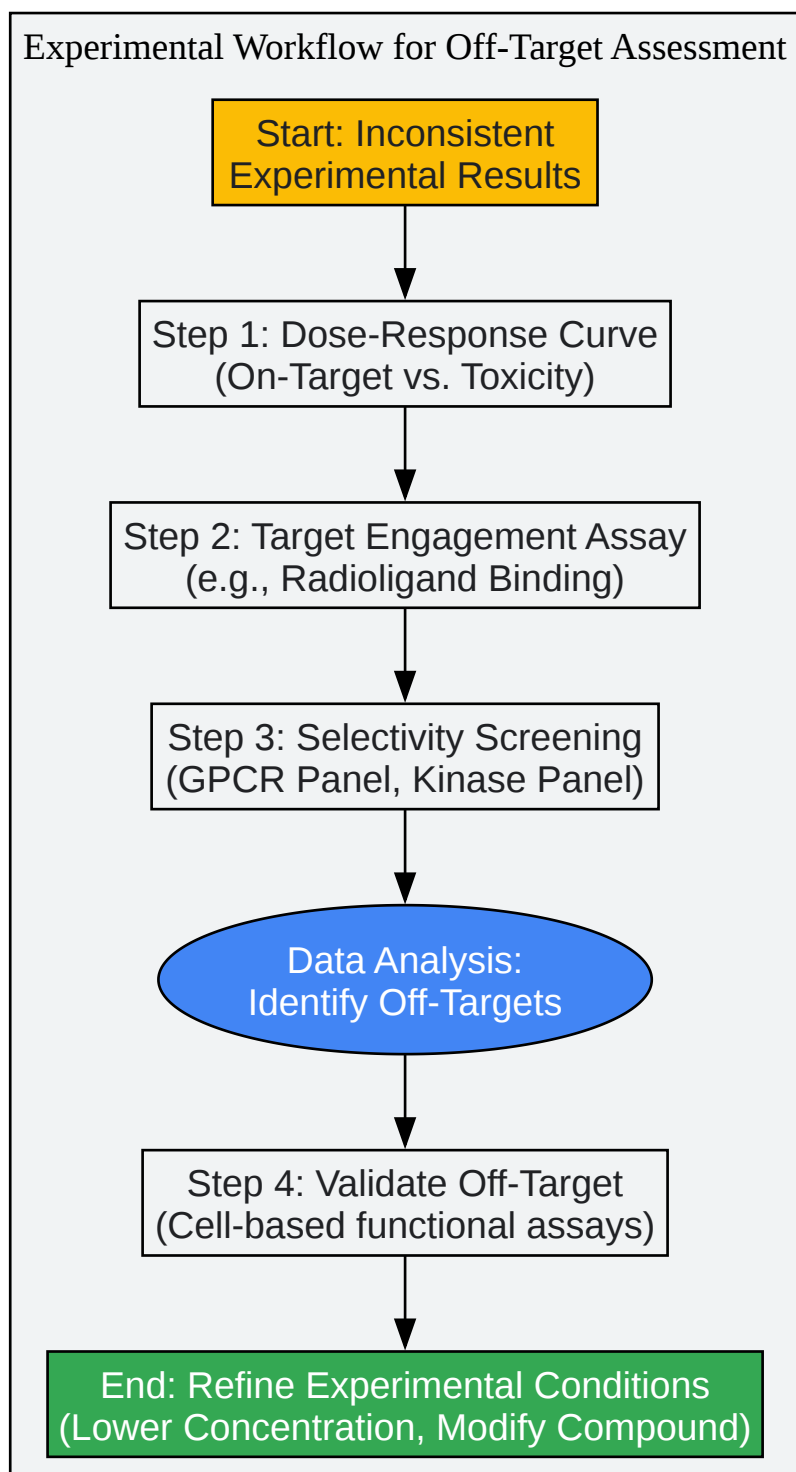 Experimental Workflow for Off-Target Assessment
Start: Inconsistent
Experimental Results
Step 1: Dose-Response Curve
(On-Target vs. Toxicity)
Step 2: Target Engagement Assay
(e.g., Radioligand Binding)
Step 3: Selectivity Screening
(GPCR Panel, Kinase Panel)
Data Analysis:
Identify Off-Targets
Step 4: Validate Off-Target
(Cell-based functional assays)
End: Refine Experimental Conditions
(Lower Concentration, Modify Compound)